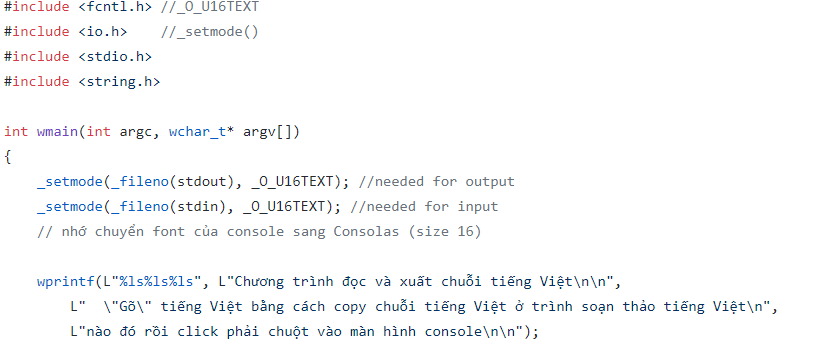 #include <fcntl.h> //_O_U16TEXT
#include <io.h>    //_setmode()
#include <stdio.h>
#include <string.h>
int wmain(int argc, wchar_t* argv[])
{
    _setmode(_fileno(stdout), _O_U16TEXT); //needed for output
    _setmode(_fileno(stdin), _O_U16TEXT); //needed for input
    // nhớ chuyển font của console sang Consolas (size 16)
    wprintf(L"%ls%ls%ls", L"Chương trình đọc và xuất chuỗi tiếng Việt\n\n",
        L"  \"Gõ\" tiếng Việt bằng cách copy chuỗi tiếng Việt ở trình soạn thảo tiếng Việt\n",
        L"nào đó rồi click phải chuột vào màn hình console\n\n");